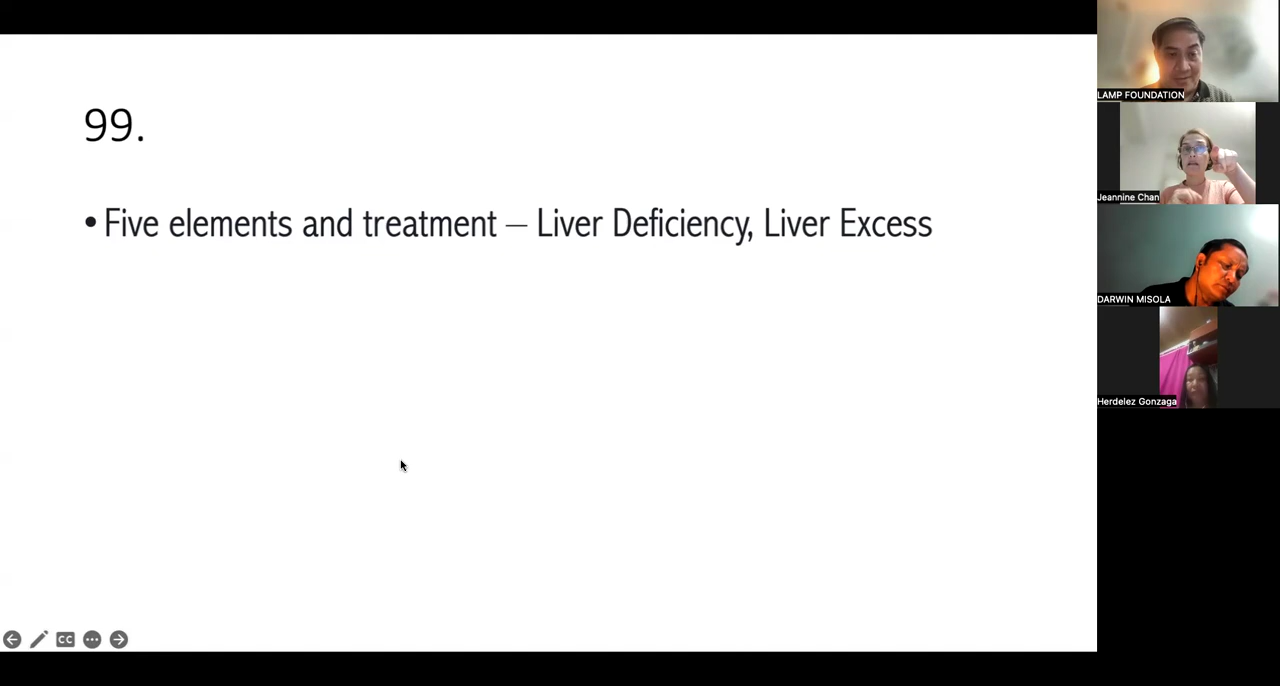 99.
• Five elements and treatment – Liver Deficiency, Liver Excess
LAMP FOUNDATION
Jeannine Chan
DARWIN MISOLA
Herdelez Gonzaga
CC